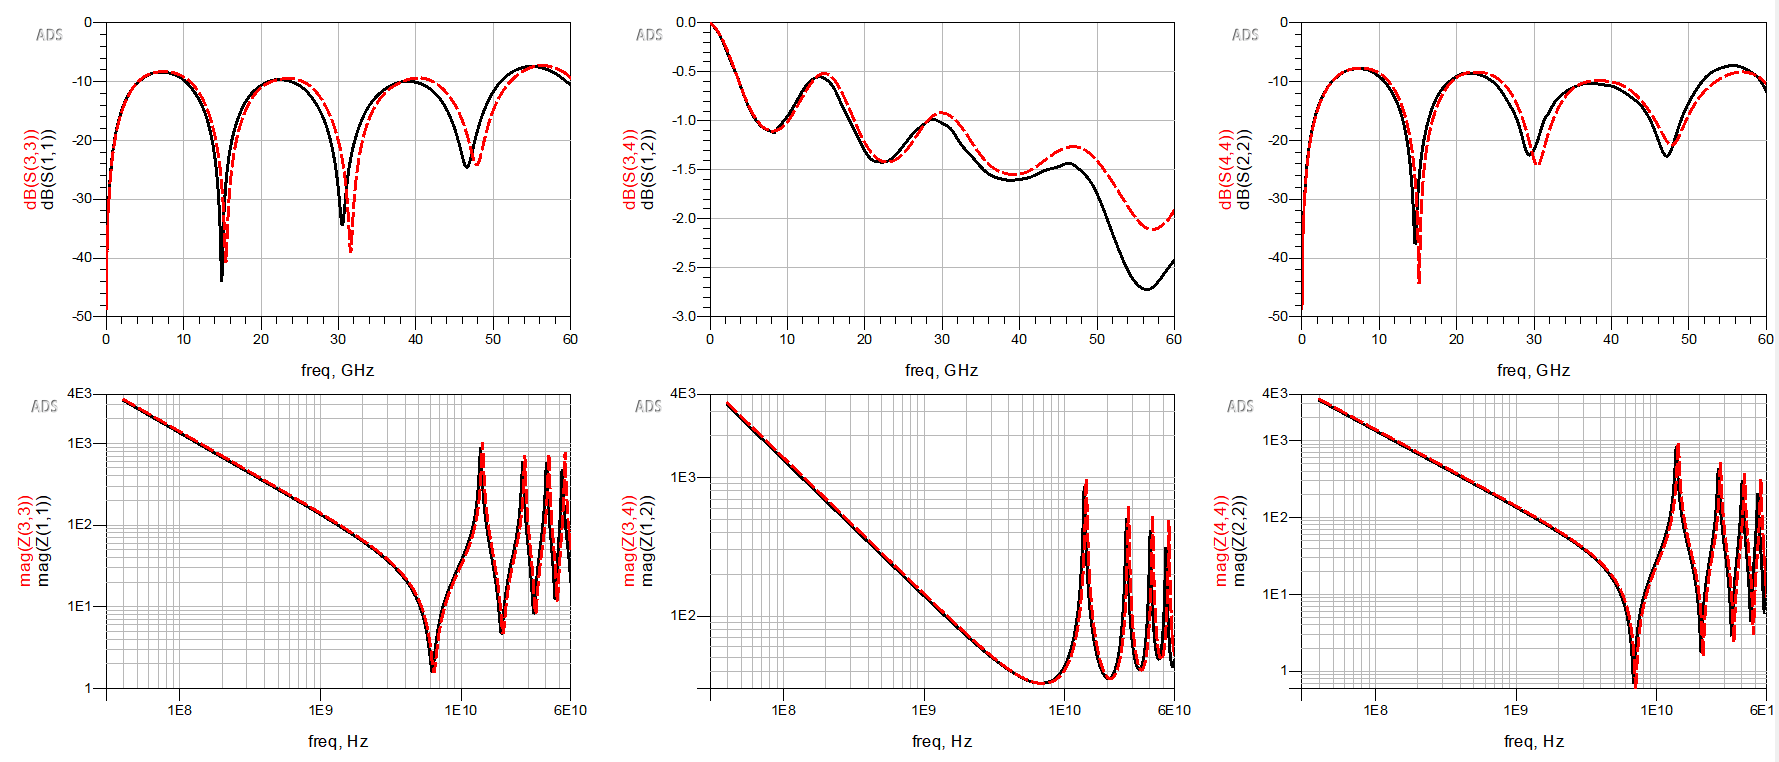 ADS
dB(S(3,3))
dB(S(1,1))
0
-10
-20
-30
-40
-50
0 10 20 30 40 50 60
freq, GHz
ADS
dB(S(3,4))
dB(S(1,2))
0.0
-0.5
-1.0
-1.5
-2.0
-2.5
-3.0
0 10 20 30 40 50 60
freq, GHz
ADS
dB(S(4,4))
dB(S(2,2))
0
-10
-20
-30
-40
-50
0 10 20 30 40 50 60
freq, GHz
ADS
mag(Z(3,3))
mag(Z(1,1))
4E3
1E3
1E2
1E1
1
1E8 1E9 1E10 6E10
freq, Hz
ADS
mag(Z(3,4))
mag(Z(1,2))
4E3
1E3
1E2
1E8 1E9 1E10 6E10
freq, Hz
ADS
mag(Z(4,4))
mag(Z(2,2))
4E3
1E3
1E2
1E1
1
1E8 1E9 1E10 6E1
freq, Hz